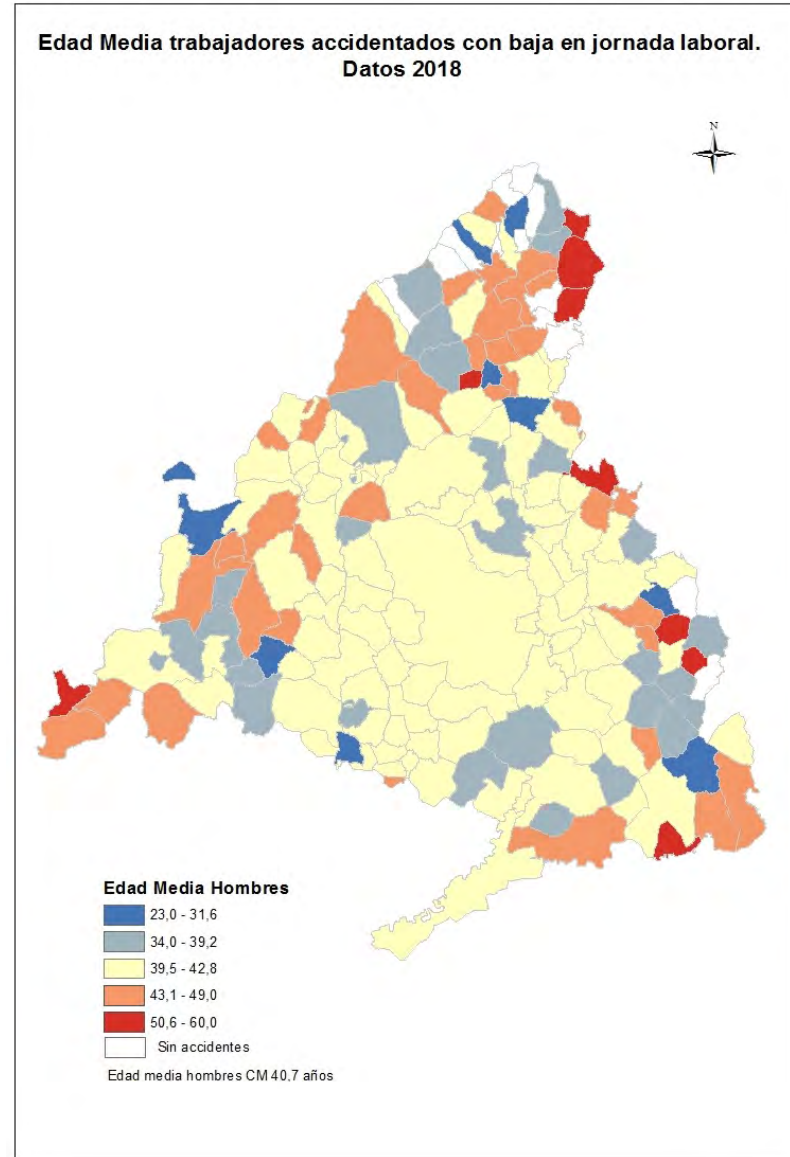 Edad Media trabajadores accidentados con baja en jornada laboral.
Datos 2018
N
Edad Media Hombres
23,0 - 31,6
34,0 - 39,2
39,5 - 42,8
43,1 - 49,0
50,6 - 60,0
Sin accidentes
Edad media hombres CM 40,7 años